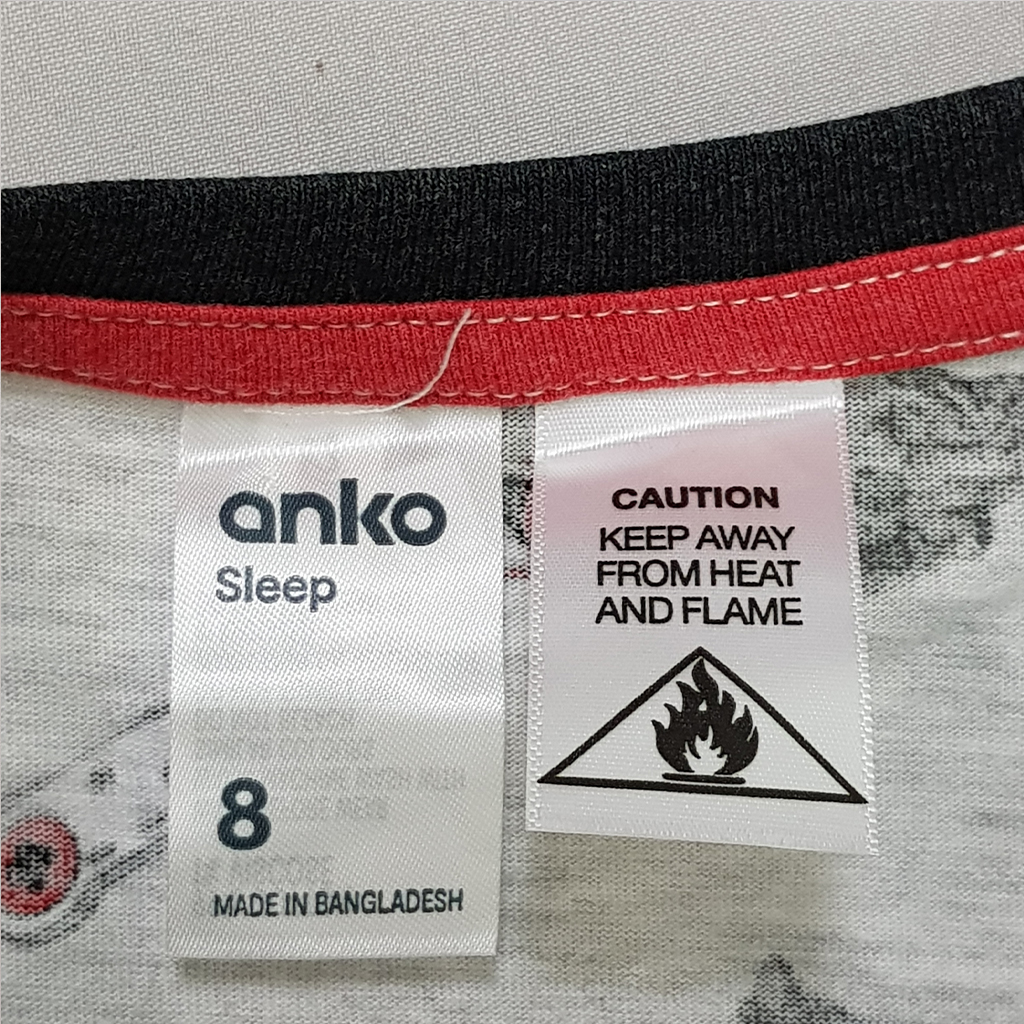 anko
Sleep
8
MADE IN BANGLADESH
CAUTION
KEEP AWAY
FROM HEAT
AND FLAME